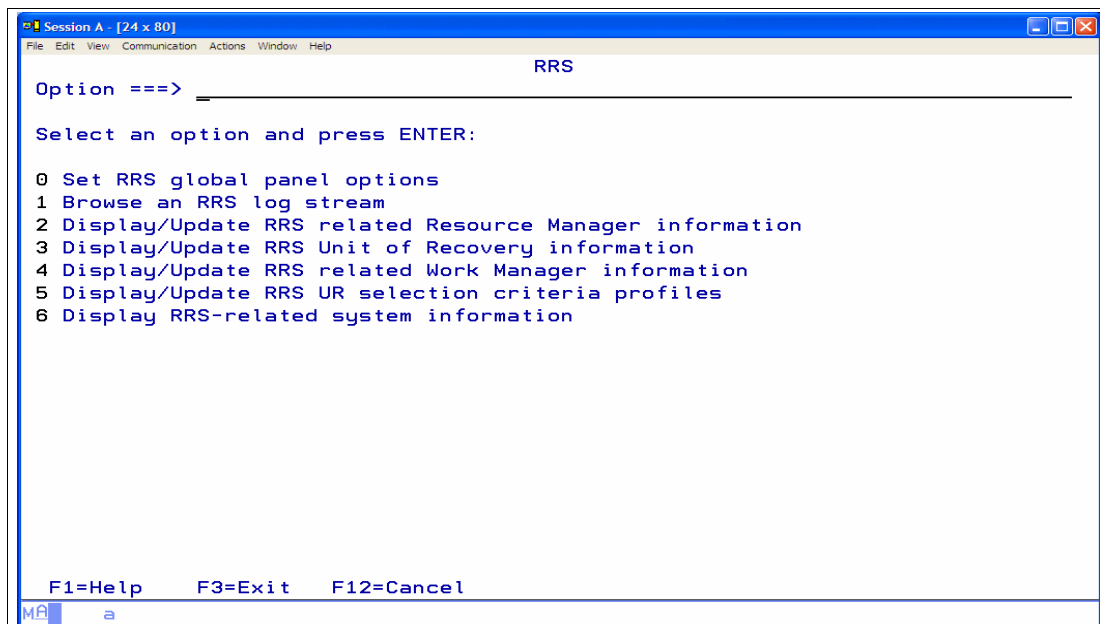 Session A - [24 x 80]
File Edit View Communication Actions Window Help
RRS
Option ===>
Select an option and press ENTER:
0 Set RRS global panel options
1 Browse an RRS log stream
2 Display/Update RRS related Resource Manager information
3 Display/Update RRS Unit of Recovery information
4 Display/Update RRS related Work Manager information
5 Display/Update RRS UR selection criteria profiles
6 Display RRS-related system information
F1=Help F3=Exit F12=Cancel
MA a